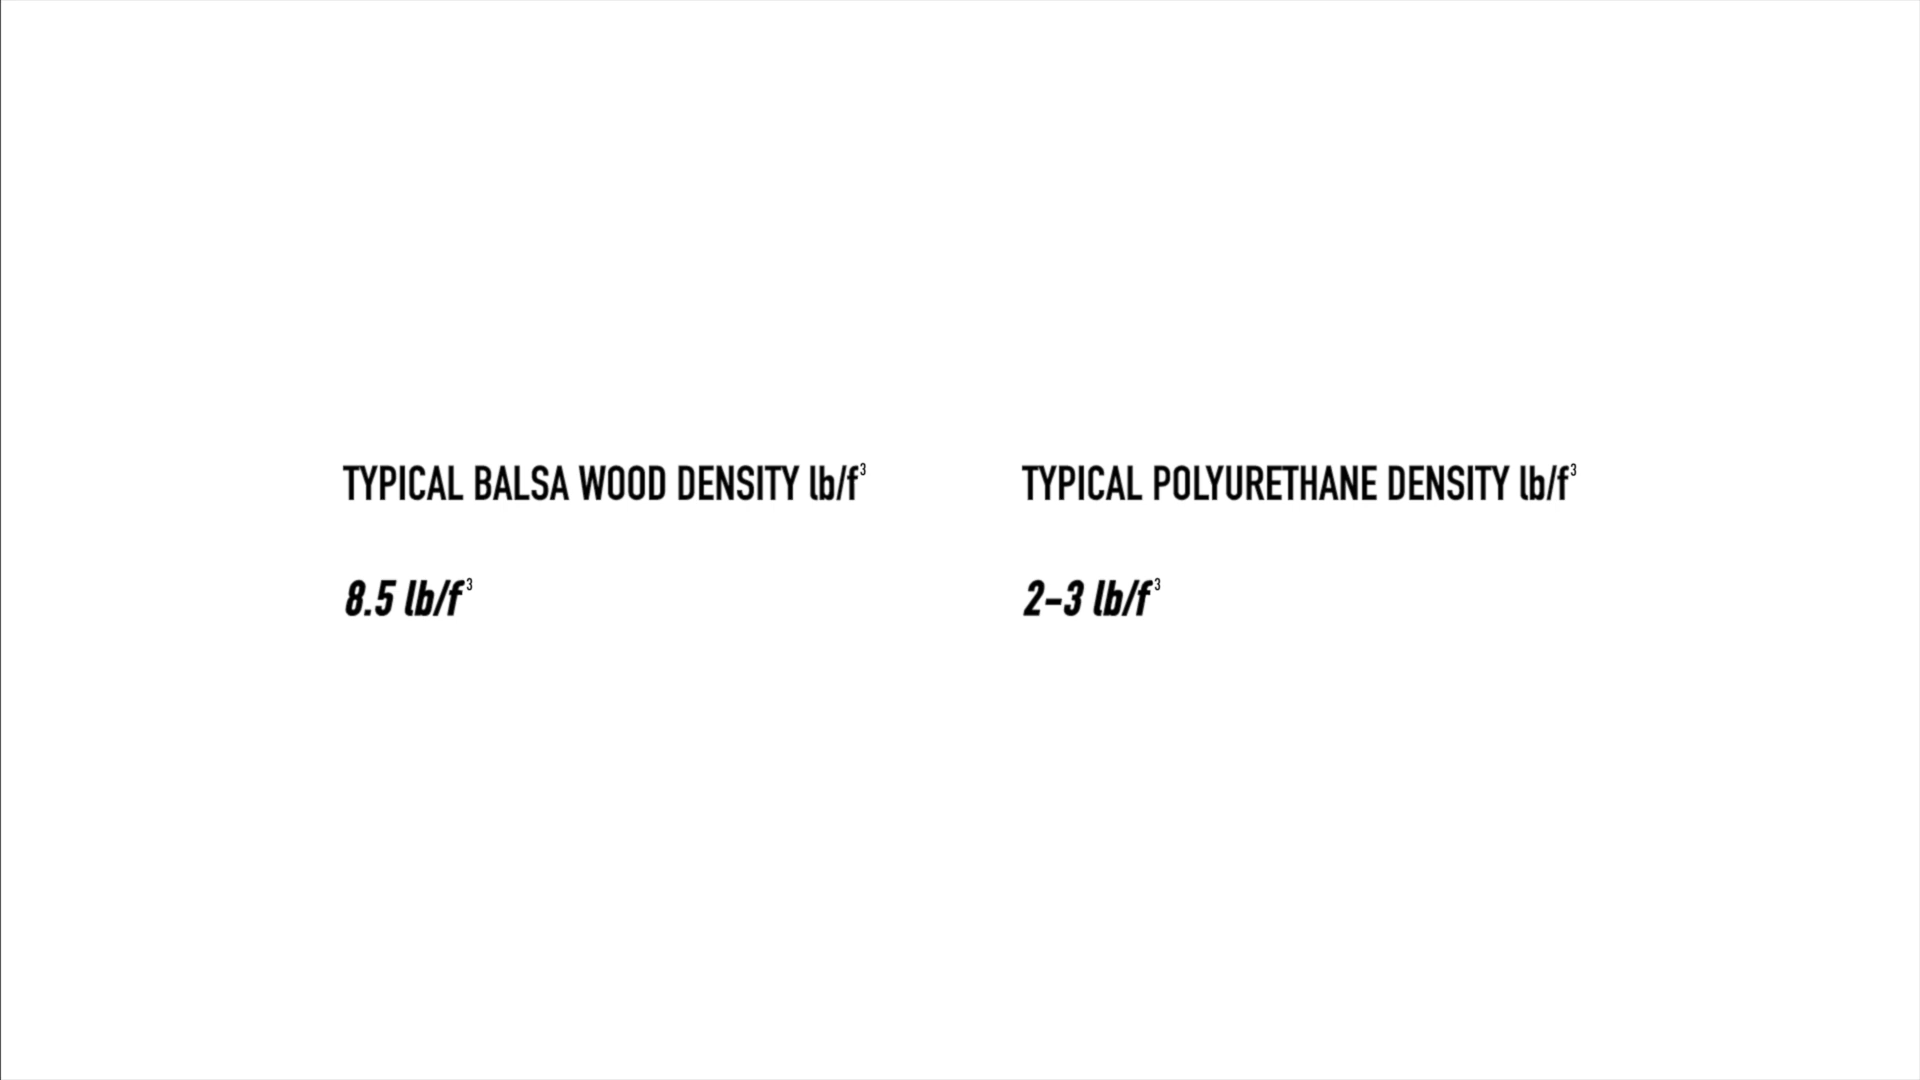 TYPICAL BALSA WOOD DENSITY lb/f³
8.5 lb/f³
TYPICAL POLYURETHANE DENSITY lb/f³
2–3 lb/f³